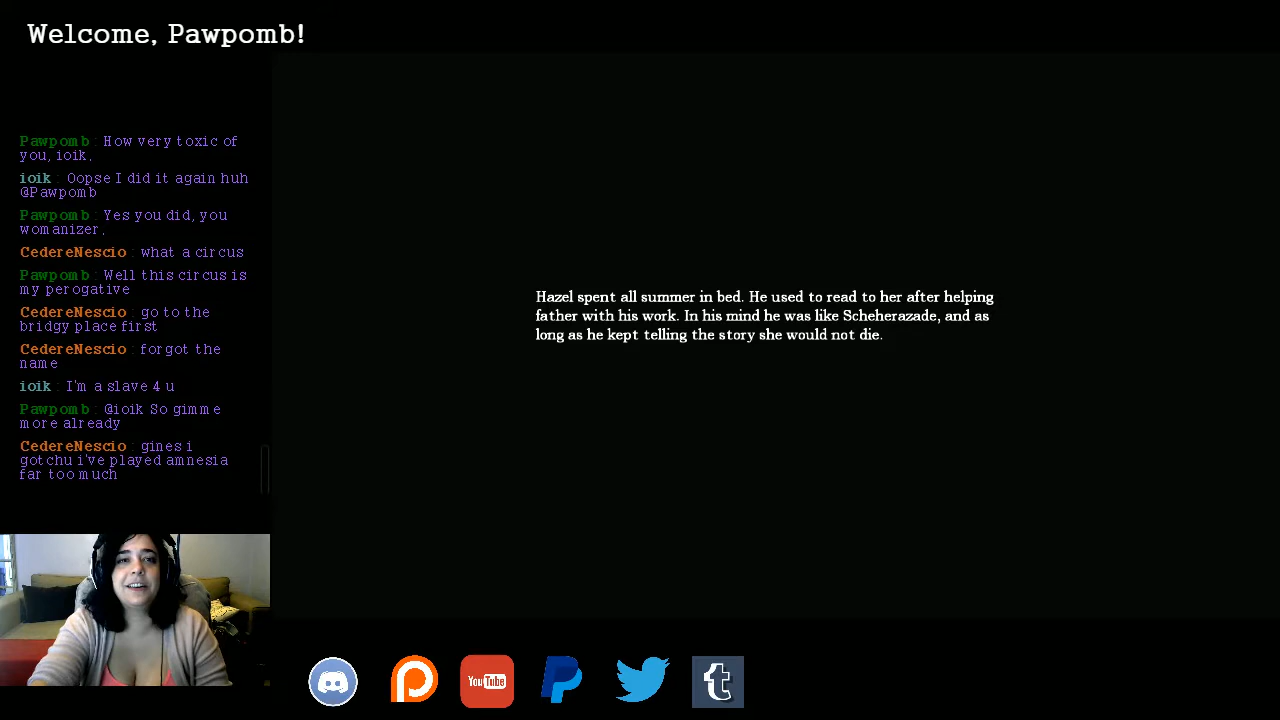 Welcome, Pawpomb!
Pawpomb: How very toxic of
you, ioik.
ioik: Oopse I did it again huh
@Pawpomb
Pawpomb: Yes you did, you
womanizer.
CedereNescio: what a circus
Pawpomb: Well this circus is
my perogative
CedereNescio: go to the
bridgy place first
CedereNescio: forgot the
name
ioik: I'm a slave 4 u
Pawpomb: @ioik So gimme
more already
CedereNescio: gines i
gotchu i've played amnesia
far too much
Hazel spent all summer in bed. He used to read to her after helping
father with his work. In his mind he was like Scheherazade, and as
long as he kept telling the story she would not die.
You Tube